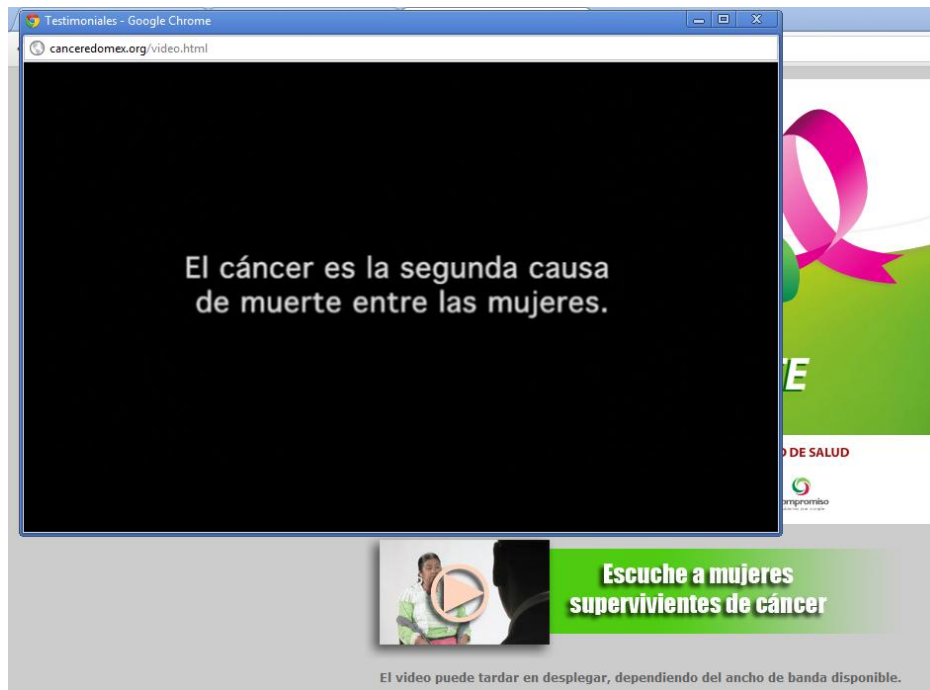 Testimoniales - Google Chrome
canceredomex.org/video.html
El cáncer es la segunda causa
de muerte entre las mujeres.
E
DE SALUD
ompromiso
Escuche a mujeres
supervivientes de cáncer
El video puede tardar en desplegar, dependiendo del ancho de banda disponible.